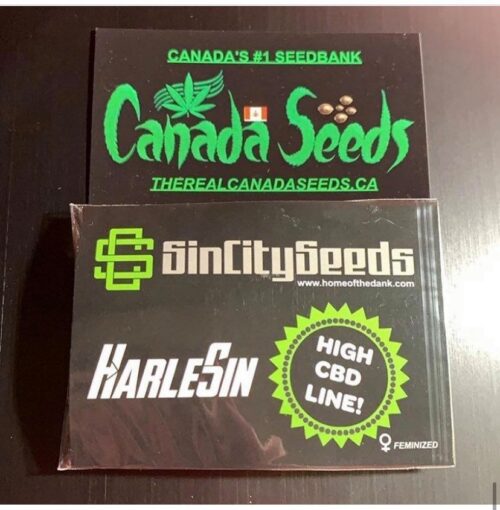 CANADA'S #1 SEEDBANK
Canada Seeds
THEREALCANADASEEDS.CA
SinCitySeeds
www.homeofthedank.com
HARLESIN
HIGH
CBD
LINE!
FEMINIZED